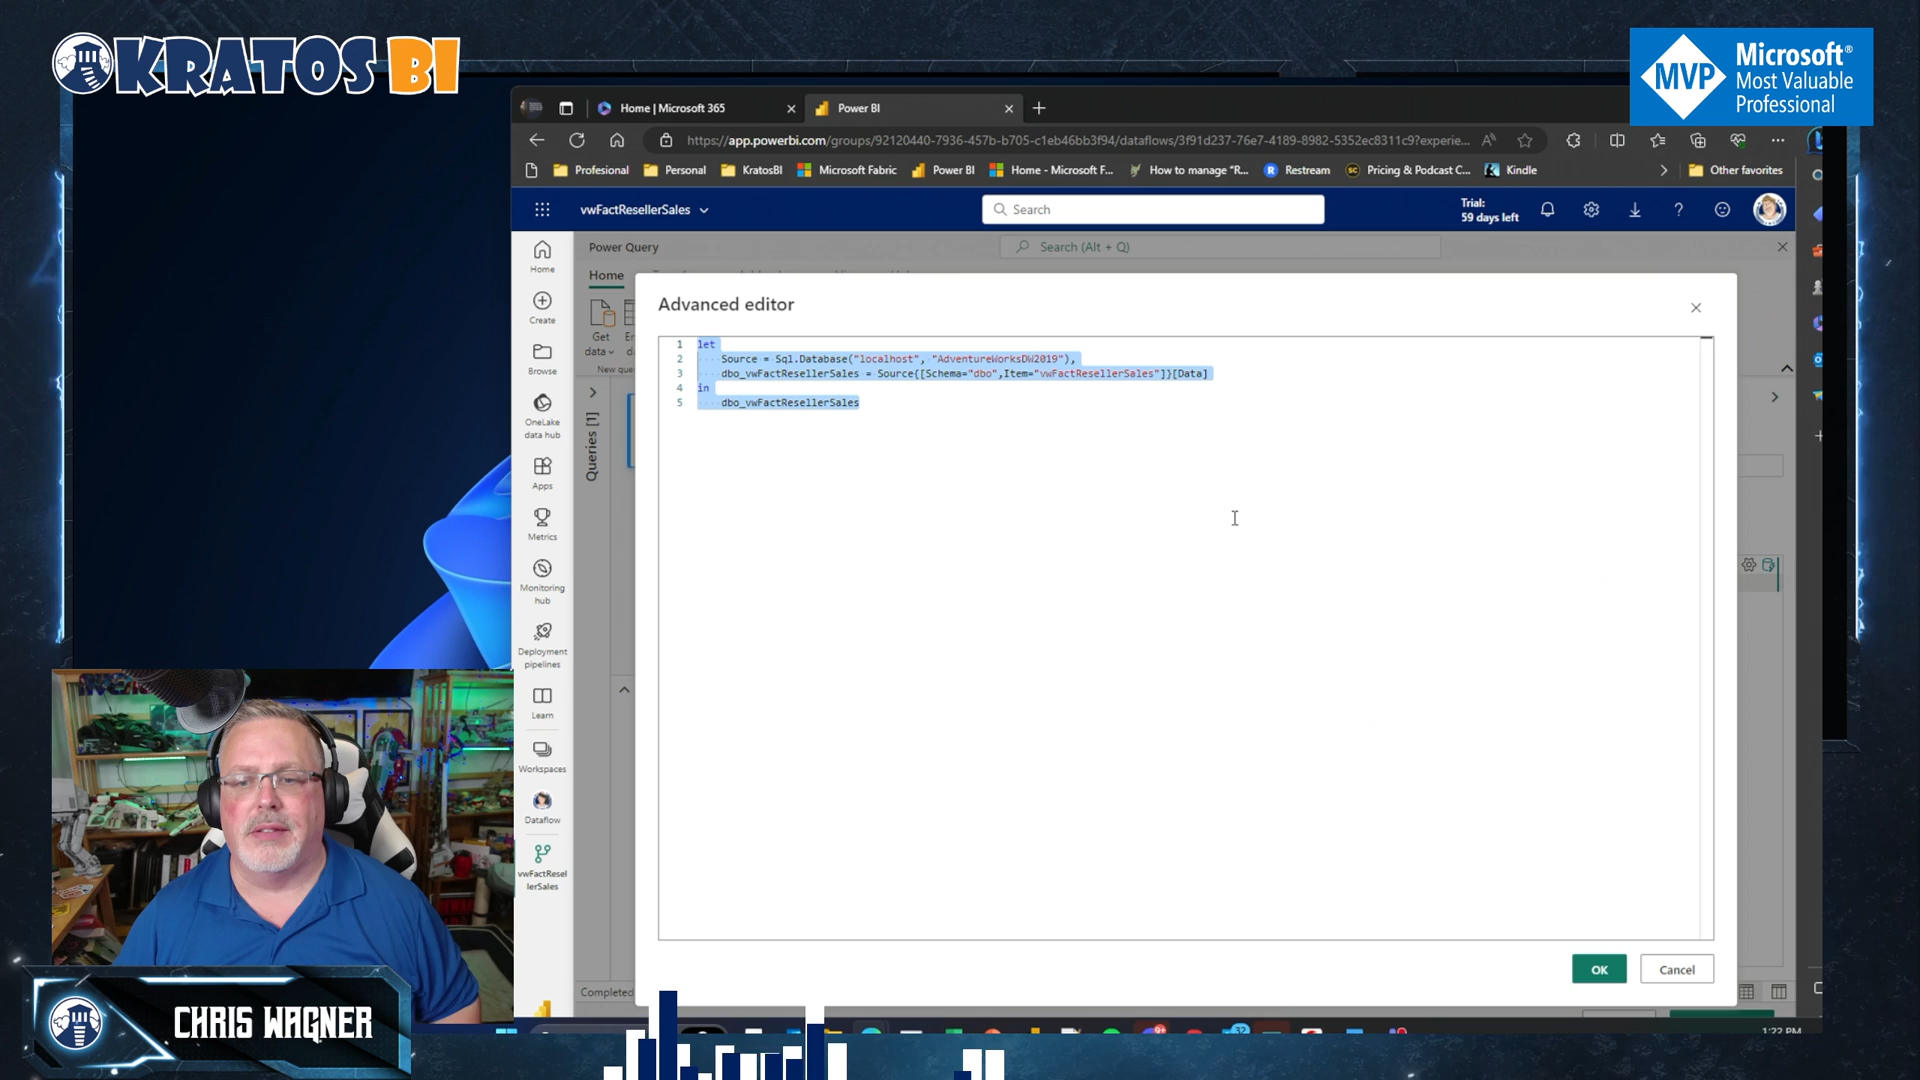 KRATOS BI
MVP
Microsoft®
Most Valuable
Professional
Home | Microsoft 365
Power BI
https://app.powerbi.com/groups/92120440-7936-457b-b705-c1eb46bb3f94/dataflows/3f91d237-76e7-4189-8982-5352ec8311c9?experie...
Profesional
Personal
KratosBI
Microsoft Fabric
Power BI
Home - Microsoft F...
How to manage "R...
Restream
Pricing & Podcast C...
Kindle
Other favorites
vwFactResellerSales
Search
Trial:
59 days left
Power Query
Search (Alt + Q)
Home
Home
Create
Browse
OneLake
data hub
Apps
Metrics
Monitoring
hub
Deployment
pipelines
Learn
Workspaces
Dataflow
vwFactResel
lerSales
Get
data
New que
Queries [1]
Advanced editor
1 let
2 Source = Sql.Database("localhost", "AdventureWorksDW2019"),
3 dbo_vwFactResellerSales = Source{[Schema="dbo",Item="vwFactResellerSales"]}[Data]
4 in
5 dbo_vwFactResellerSales
OK
Cancel
Completed
1:22 PM
CHRIS WAGNER